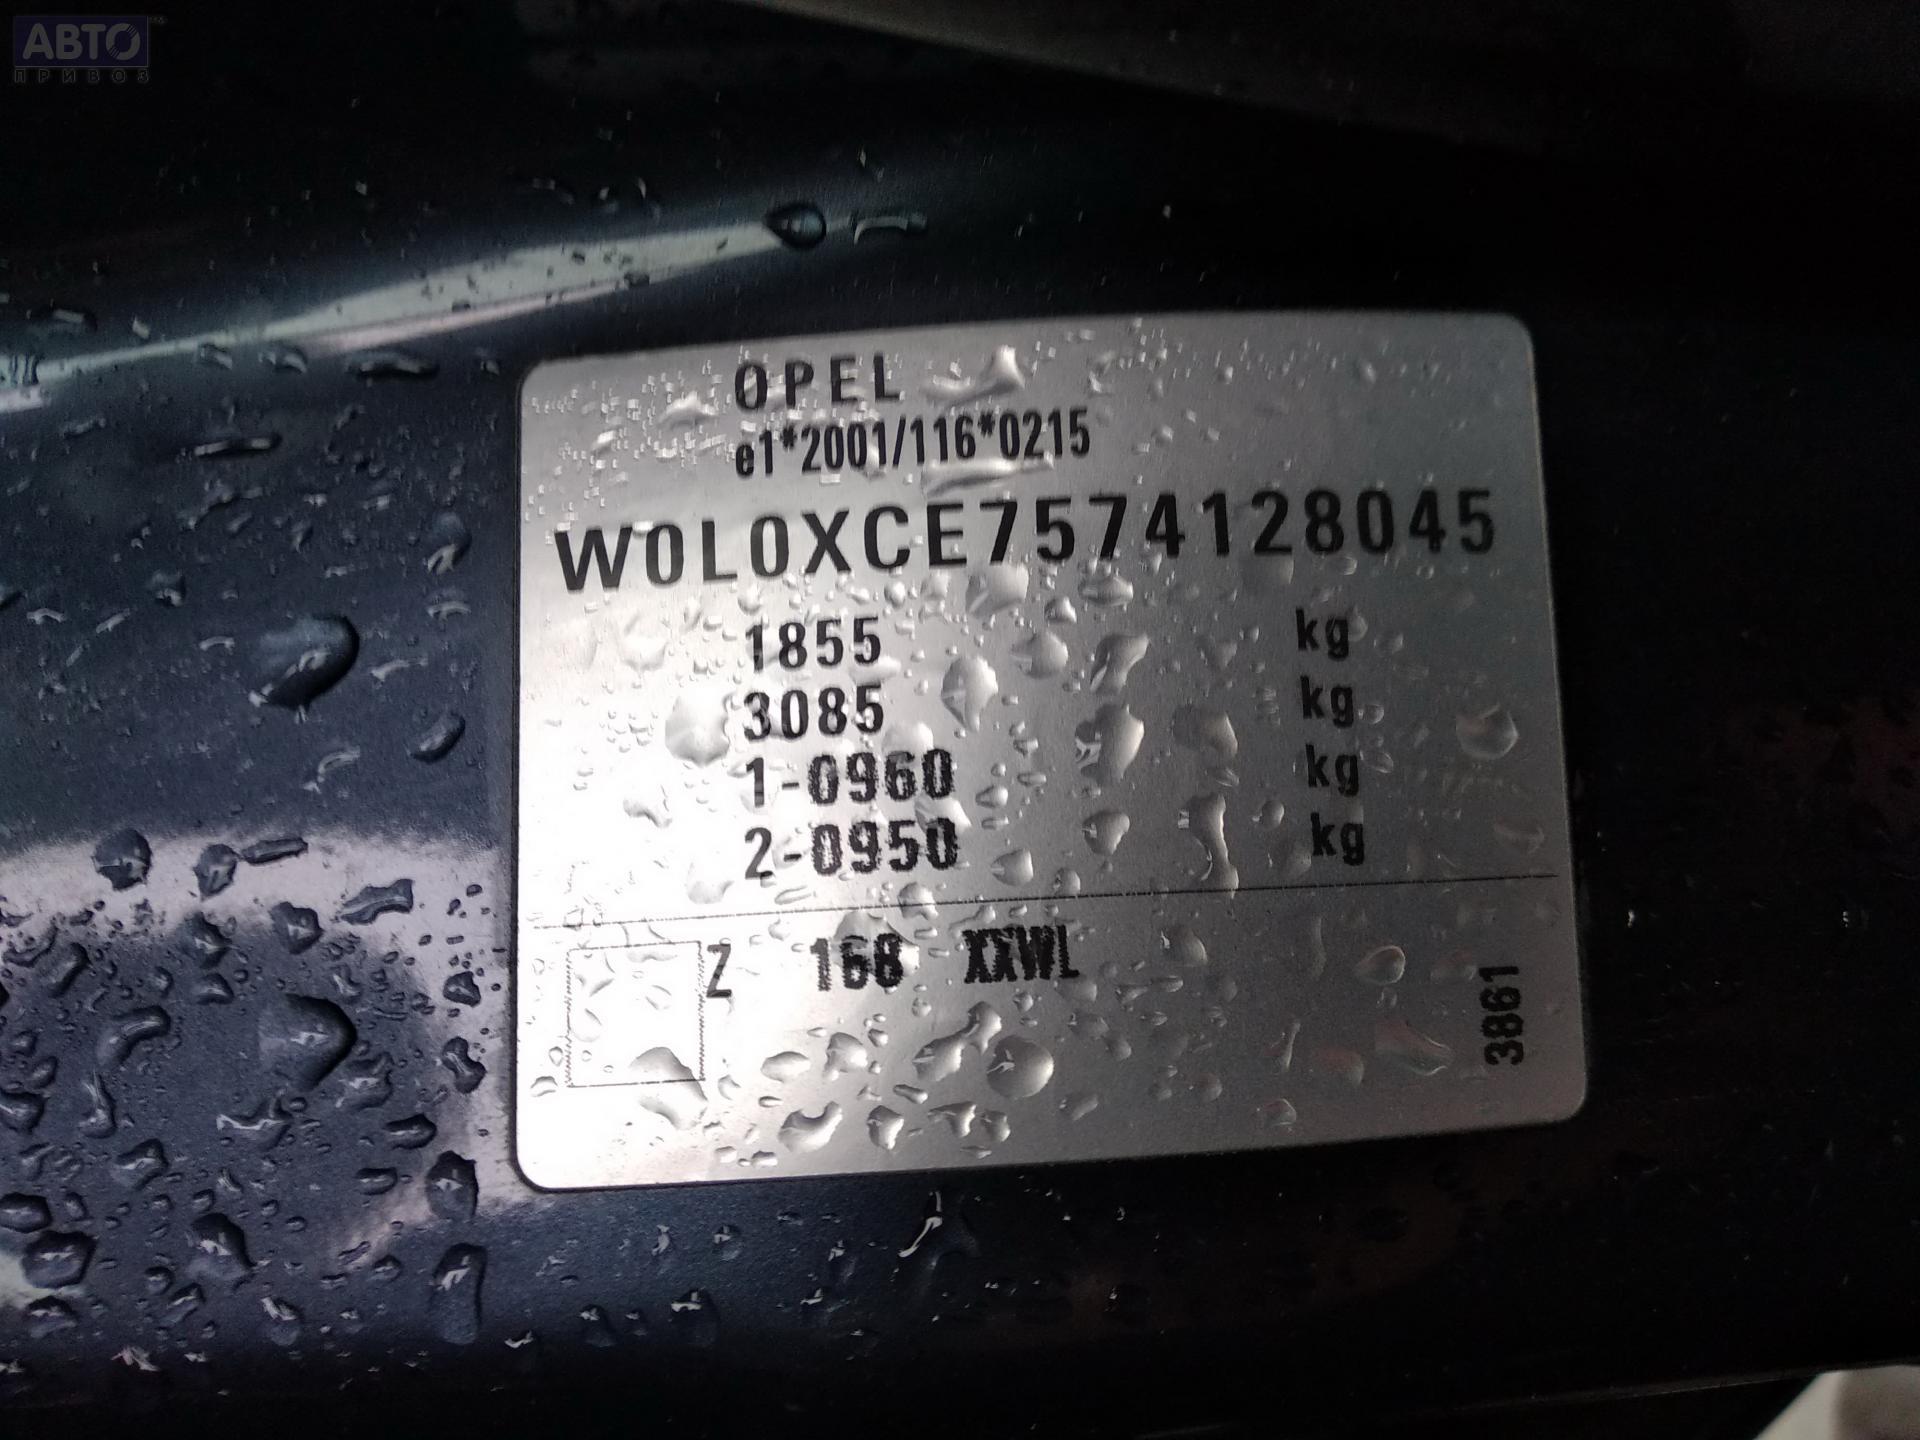 АВТО
ПРИВОЗ
OPEL
e1*2001/116*0215
W0L0XCE7574128045
1855 kg
3085 kg
1-0960 kg
2-0950 kg
Z 168 XXWL
3861